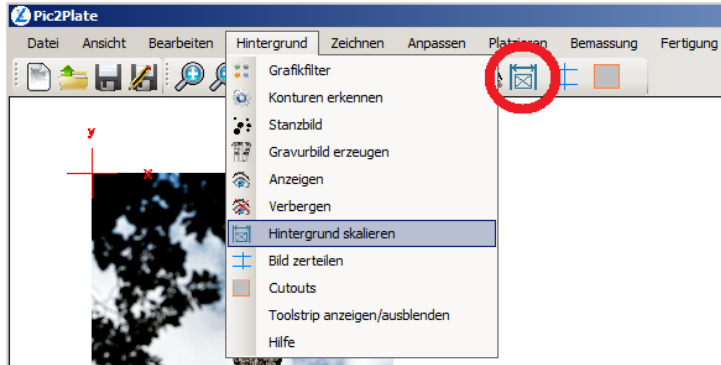 Pic2Plate
Datei Ansicht Bearbeiten Hintergrund Zeichnen Anpassen Platzieren Bemassung Fertigung
Grafikfilter
Konturen erkennen
Stanzbild
Gravurbild erzeugen
Anzeigen
Verbergen
Hintergrund skalieren
Bild zerteilen
Cutouts
Toolstrip anzeigen/ausblenden
Hilfe
y
x